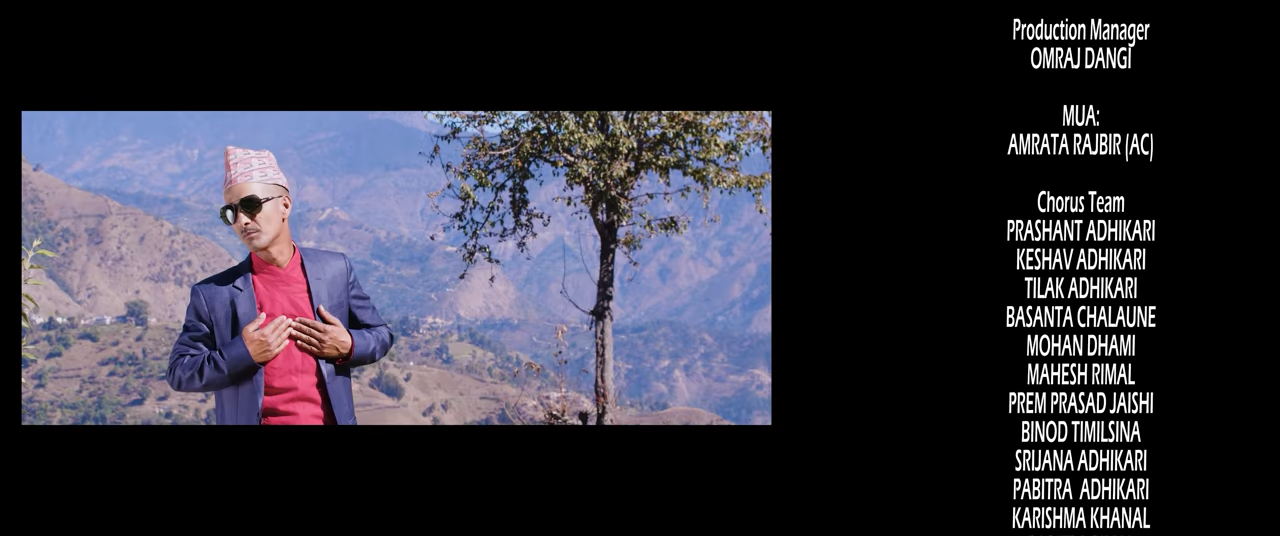 Production Manager
OMRAJ DANGI
MUA:
AMRATA RAJBIR (AC)
Chorus Team
PRASHANT ADHIKARI
KESHAV ADHIKARI
TILAK ADHIKARI
BASANTA CHALAUNE
MOHAN DHAMI
MAHESH RIMAL
PREM PRASAD JAISHI
BINOD TIMILSINA
SRIJANA ADHIKARI
PABITRA ADHIKARI
KARISHMA KHANAL